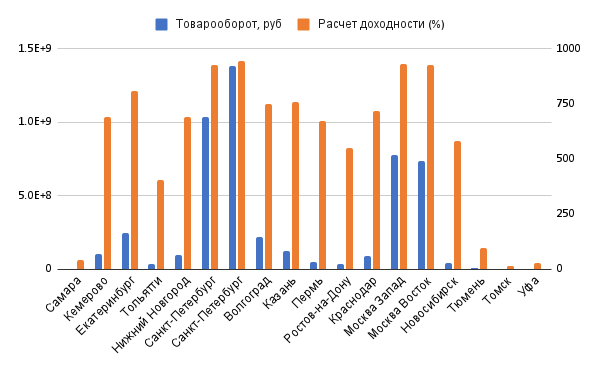 Товарооборот, руб Расчет доходности (%)
1.5E+9 1000
1.0E+9 750
5.0E+8 500
0 250
0
Самара
Кемерово
Екатеринбург
Тольятти
Нижний Новгород
Санкт-Петербург
Санкт-Петербург
Волгоград
Казань
Пермь
Ростов-на-Дону
Краснодар
Москва Запад
Москва Восток
Новосибирск
Тюмень
Томск
Уфа